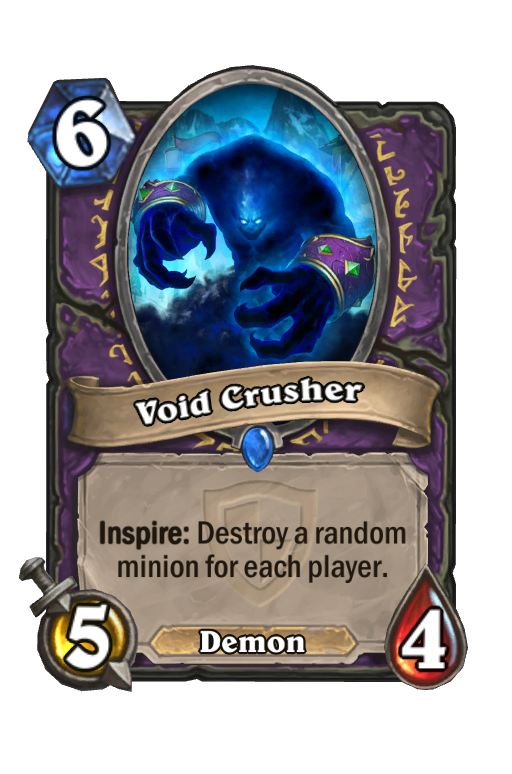 6
Void Crusher
Inspire: Destroy a random
minion for each player.
5
Demon
4